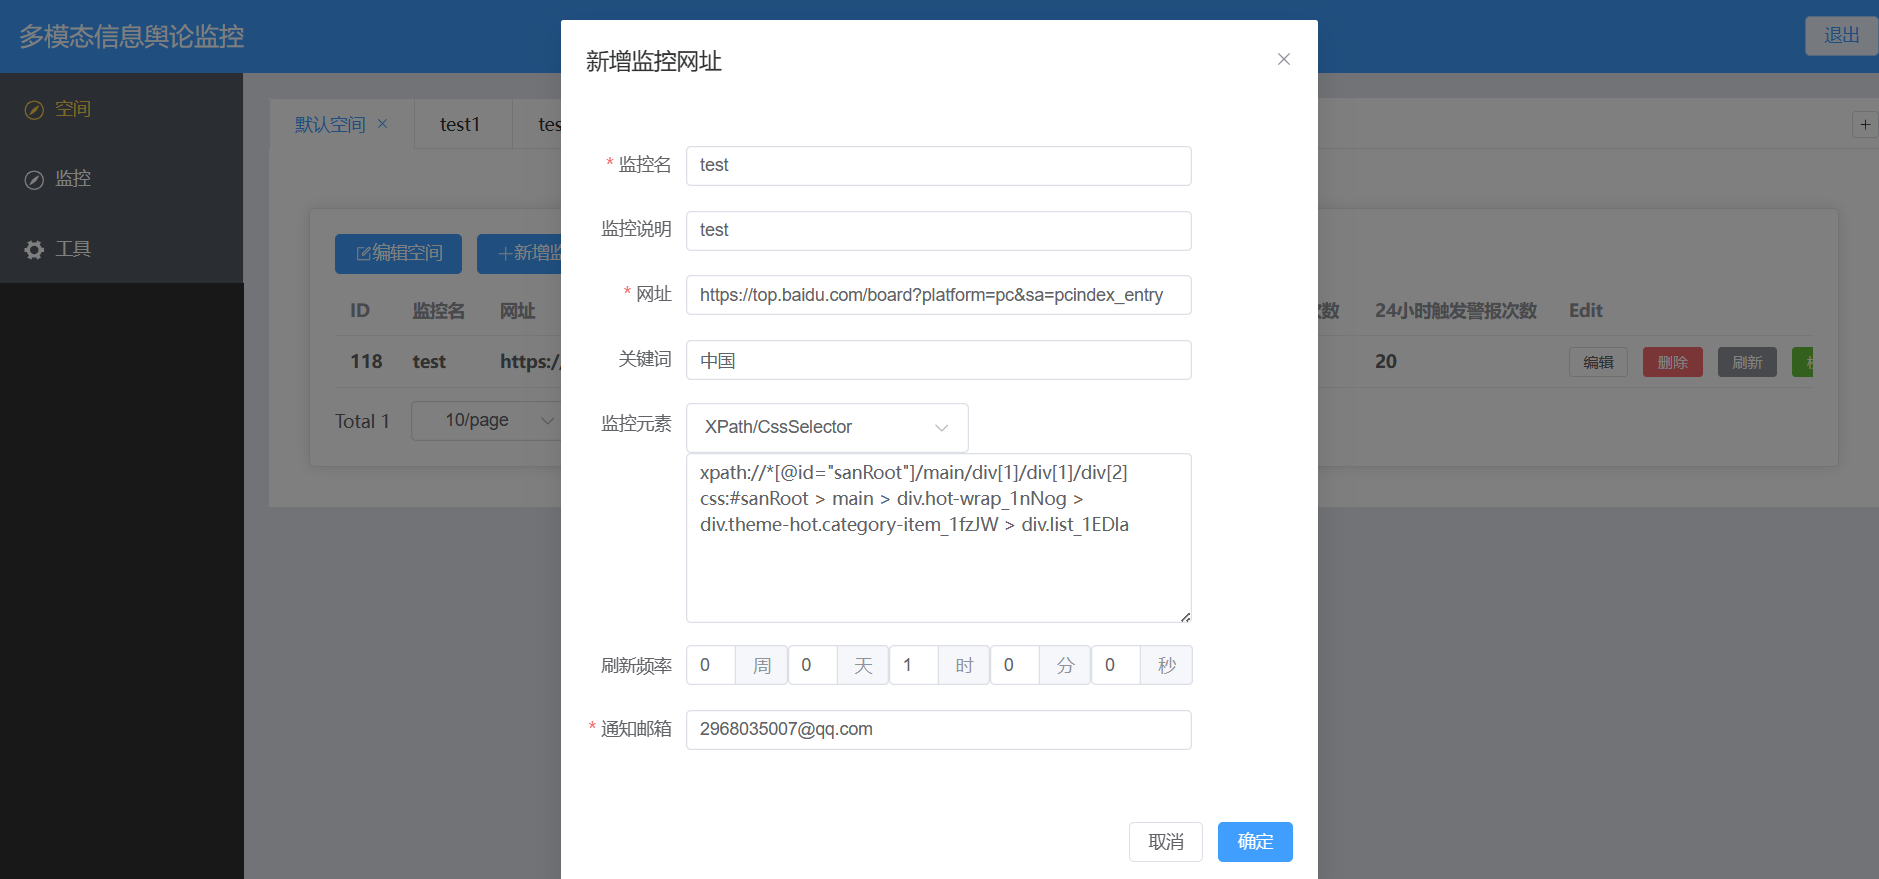 多模态信息舆论监控
退出
空间
监控
工具
默认空间
test1
编辑空间
ID 监控名 网址
次数 24小时触发警报次数 Edit
118 test
20 编辑 删除 刷新
Total 1 10/page
新增监控网址
* 监控名 test
监控说明 test
* 网址 https://top.baidu.com/board?platform=pc&sa=pcindex_entry
关键词 中国
监控元素 XPath/CssSelector
xpath://*[@id="sanRoot"]/main/div[1]/div[1]/div[2]
css:#sanRoot > main > div.hot-wrap_1nNog >
div.theme-hot.category-item_1fzJW > div.list_1EDla
刷新频率 0 周 0 天 1 时 0 分 0 秒
* 通知邮箱 2968035007@qq.com
取消 确定